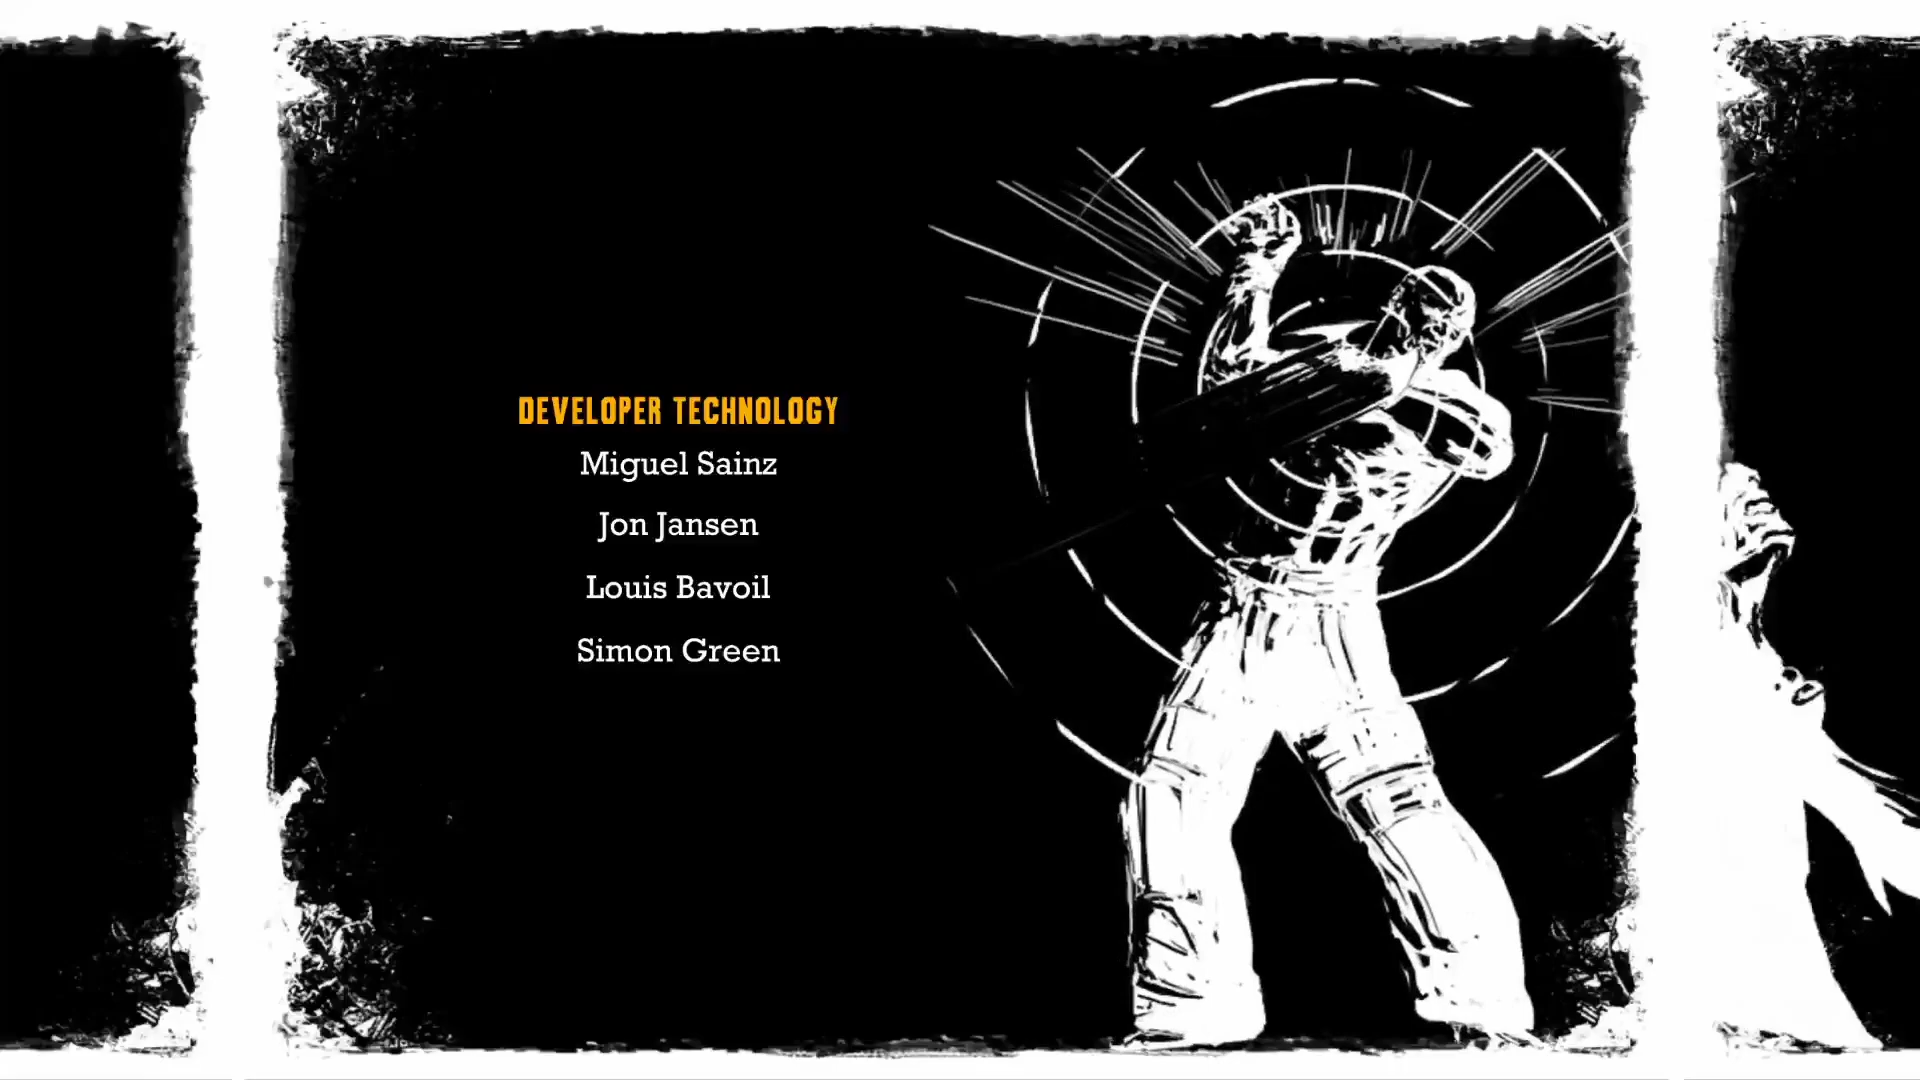 DEVELOPER TECHNOLOGY
Miguel Sainz
Jon Jansen
Louis Bavoil
Simon Green